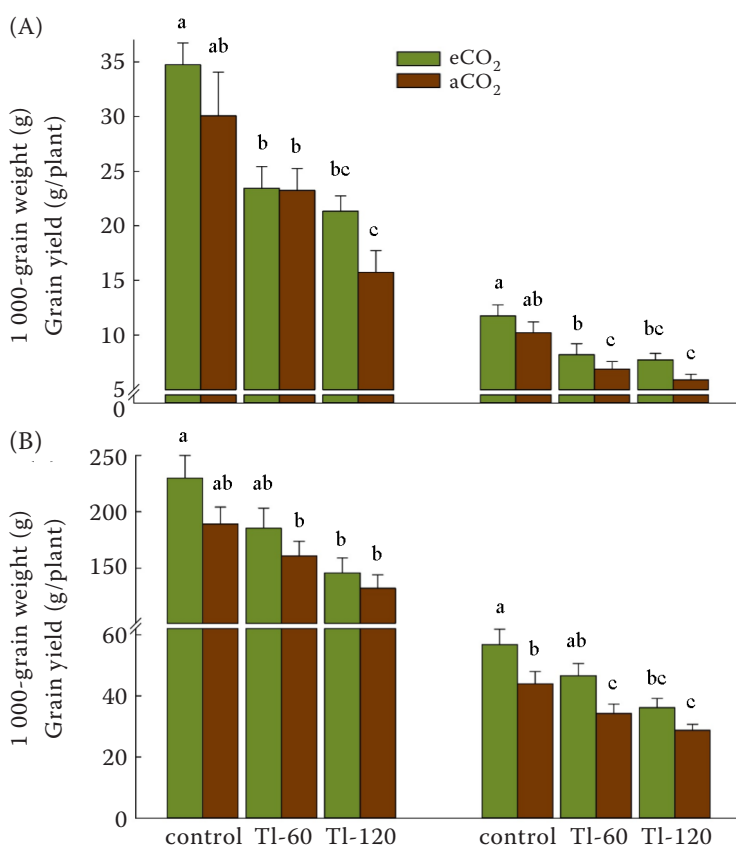 (A)
1 000-grain weight (g)
Grain yield (g/plant)
35
30
25
20
15
10
5
0
eCO₂
aCO₂
a
ab
b
b
bc
c
a
ab
b
c
bc
c
(B)
1 000-grain weight (g)
Grain yield (g/plant)
250
200
150
60
40
20
0
a
ab
ab
b
b
b
a
b
ab
c
bc
c
control Tl-60 Tl-120 control Tl-60 Tl-120